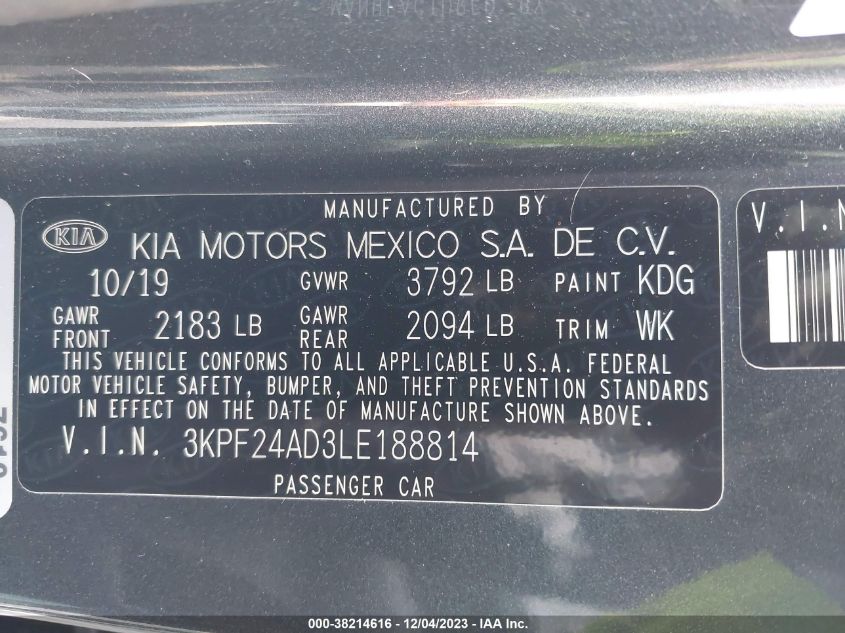 MANUFACTURED BY
KIA KIA MOTORS MEXICO S.A. DE C.V.
10/19 GVWR 3792 LB PAINT KDG
GAWR FRONT 2183 LB GAWR REAR 2094 LB TRIM WK
THIS VEHICLE CONFORMS TO ALL APPLICABLE U.S.A. FEDERAL
MOTOR VEHICLE SAFETY, BUMPER, AND THEFT PREVENTION STANDARDS
IN EFFECT ON THE DATE OF MANUFACTURE SHOWN ABOVE.
V.I.N. 3KPF24AD3LE188814
PASSENGER CAR
V.I.N
000-38214616 - 12/04/2023 - IAA Inc.